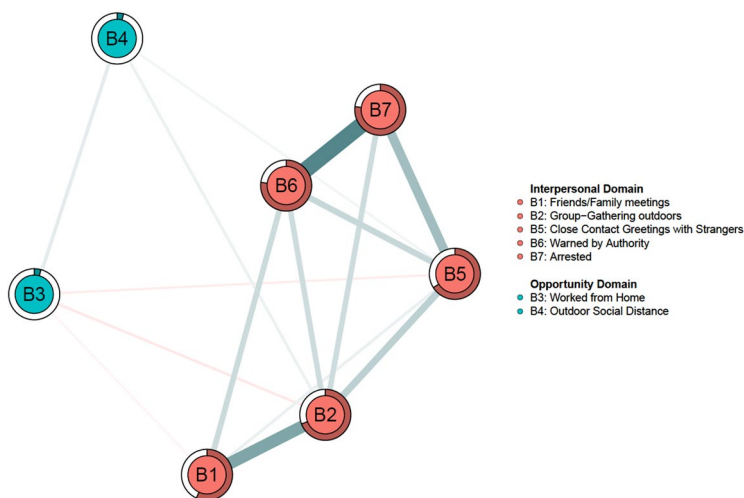 B4
B7
B6
B5
B3
B2
B1
Interpersonal Domain
B1: Friends/Family meetings
B2: Group−Gathering outdoors
B5: Close Contact Greetings with Strangers
B6: Warned by Authority
B7: Arrested
Opportunity Domain
B3: Worked from Home
B4: Outdoor Social Distance